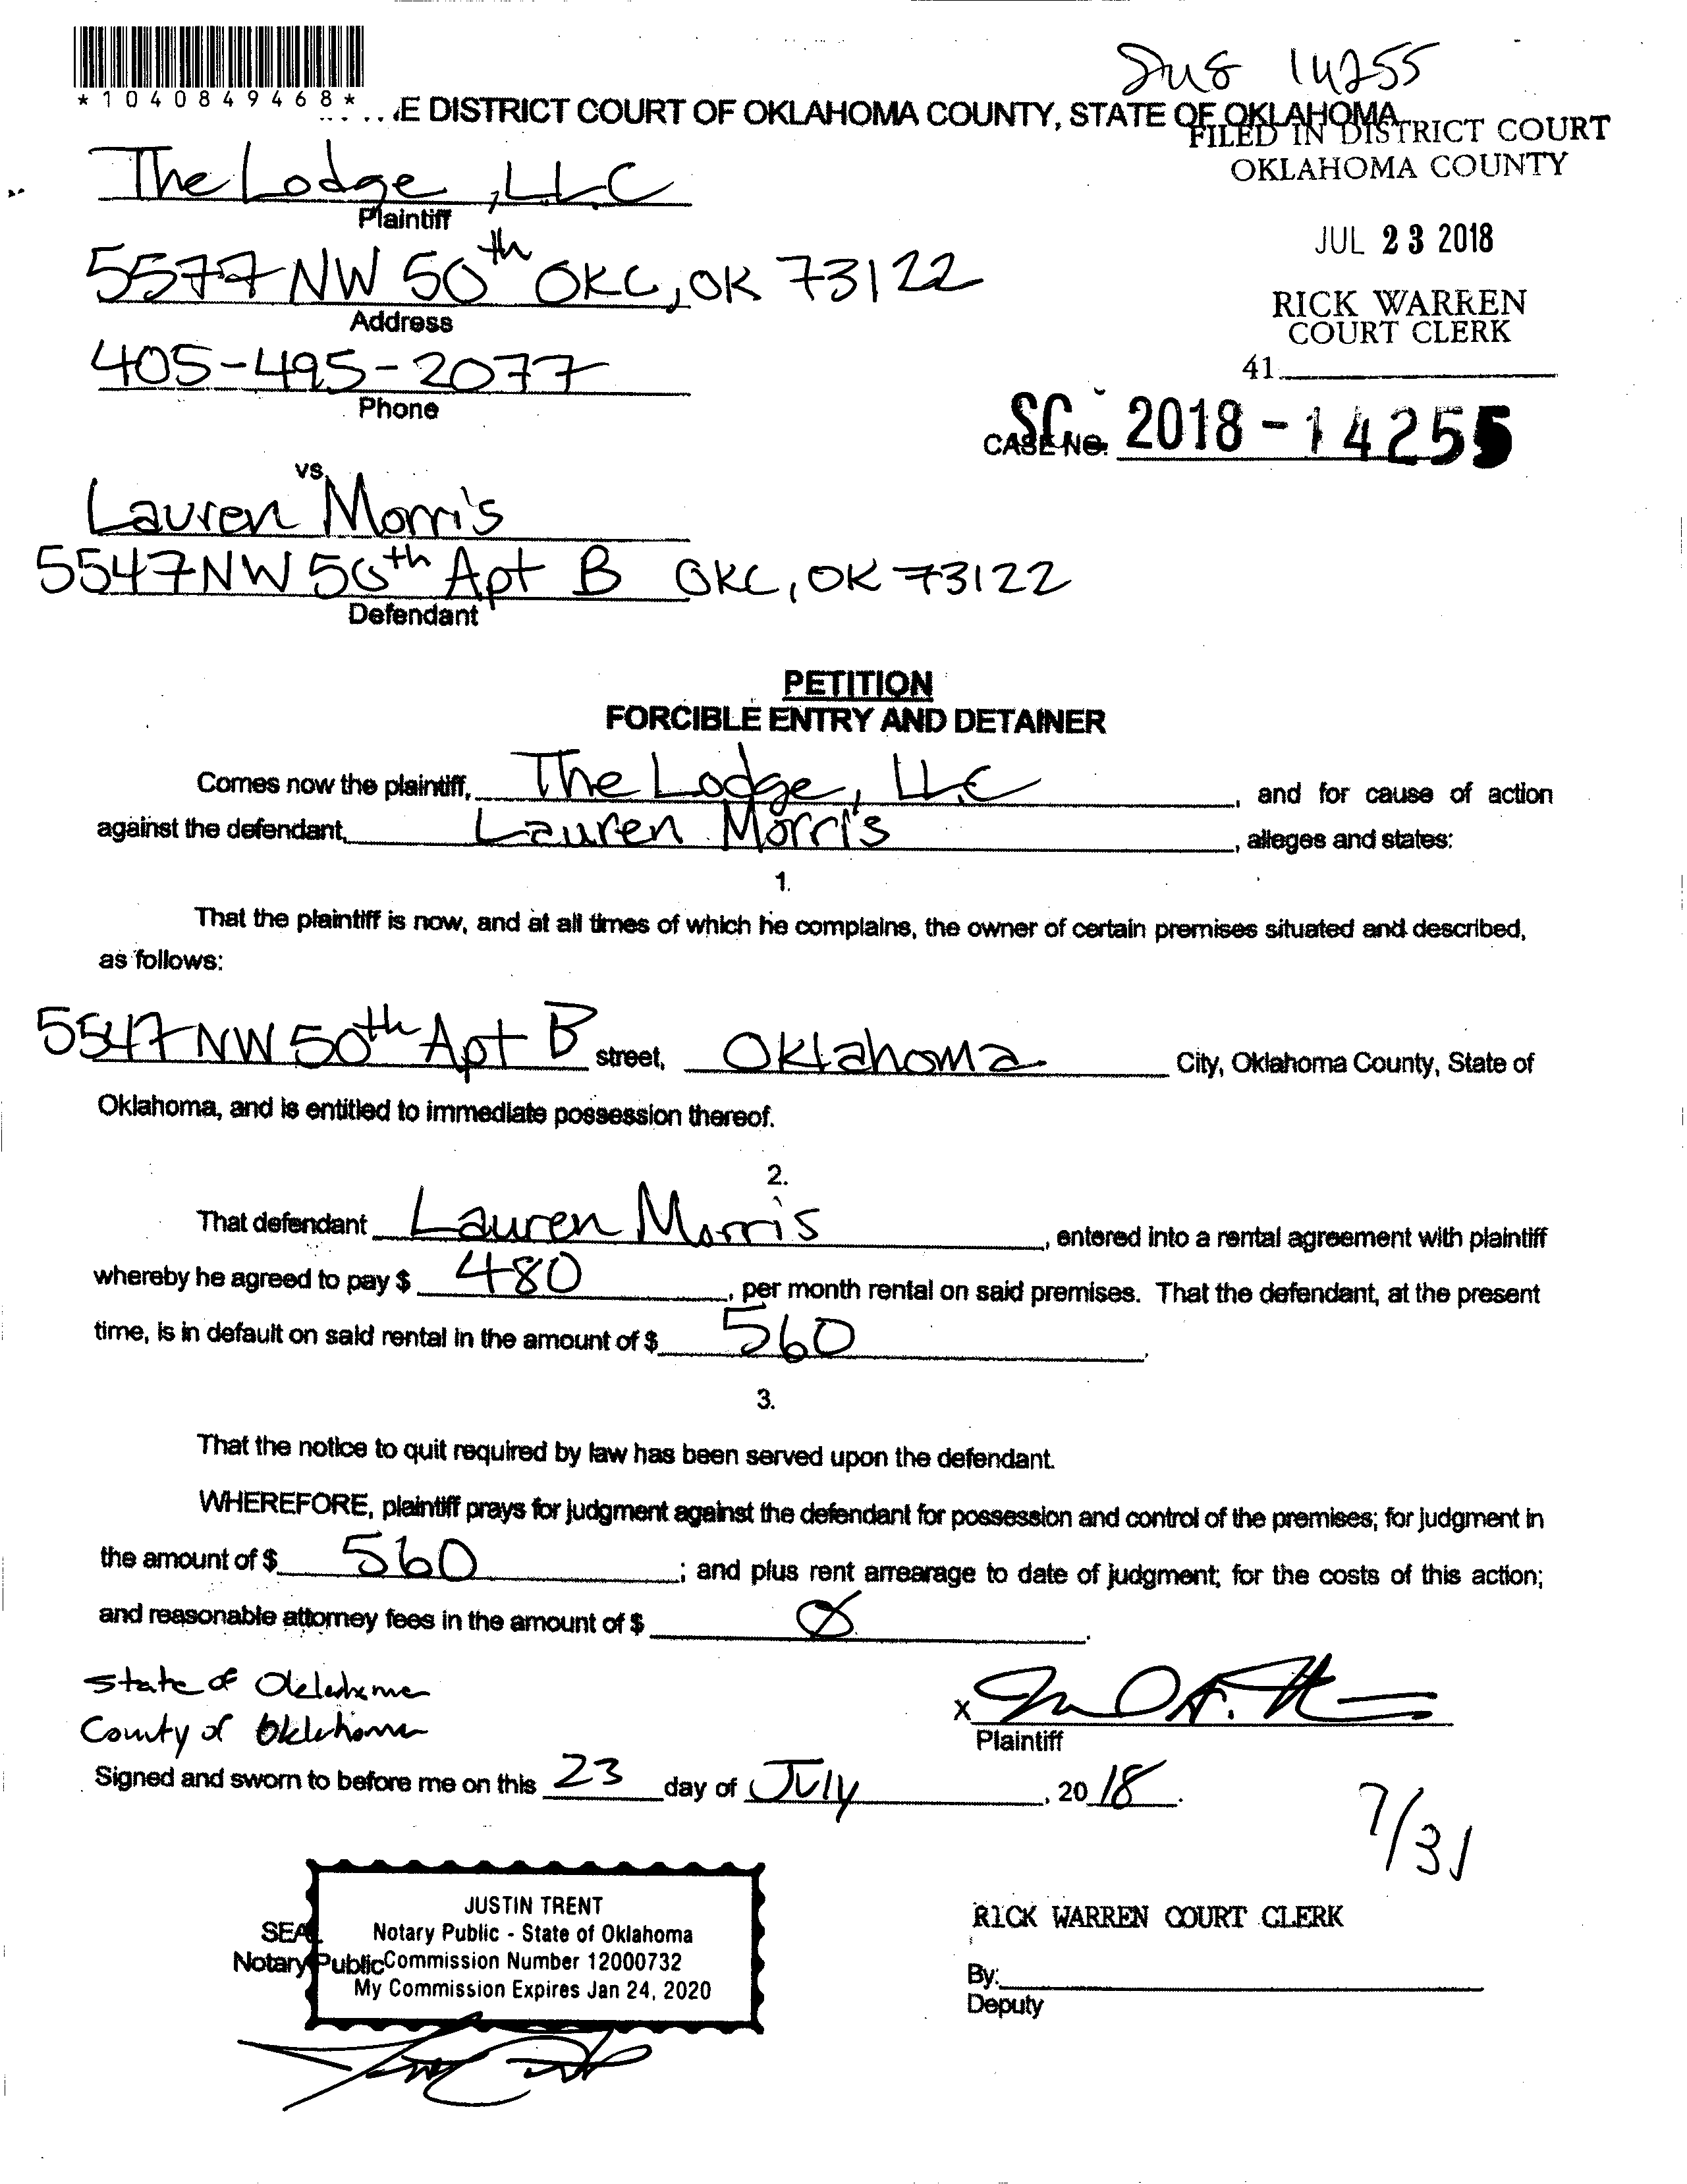 *1040849468*
E DISTRICT COURT OF OKLAHOMA COUNTY, STATE OF OKLAHOMA
FILED IN DISTRICT COURT
OKLAHOMA COUNTY
The Lodge, LLC
Plaintiff
JUL 23 2018
5577 NW 50th OKC, OK 73122
Address
RICK WARREN
COURT CLERK
405-495-2077
Phone
41
CASE NO. SC 2018-14255
vs.
Lauren Morris
5547 NW 50th Apt B OKC, OK 73122
Defendant
PETITION
FORCIBLE ENTRY AND DETAINER
Comes now the plaintiff, The Lodge, LLC, and for cause of action
against the defendant, Lauren Morris, alleges and states:
1.
That the plaintiff is now, and at all times of which he complains, the owner of certain premises situated and described,
as follows:
5547 NW 50th Apt B street, Oklahoma City, Oklahoma County, State of
Oklahoma, and is entitled to immediate possession thereof.
2.
That defendant Lauren Morris, entered into a rental agreement with plaintiff
whereby he agreed to pay $ 480, per month rental on said premises. That the defendant, at the present
time, is in default on said rental in the amount of $ 560.
3.
That the notice to quit required by law has been served upon the defendant.
WHEREFORE, plaintiff prays for judgment against the defendant for possession and control of the premises; for judgment in
the amount of $ 560; and plus rent arrearage to date of judgment; for the costs of this action;
and reasonable attorney fees in the amount of $ Ø.
State of Oklahoma
County of Oklahoma
X
Plaintiff
Signed and sworn to before me on this 23 day of July, 2018.
7/31
JUSTIN TRENT
SEAL Notary Public - State of Oklahoma
Notary Public Commission Number 12000732
My Commission Expires Jan 24, 2020
RICK WARREN COURT CLERK
By:
Deputy